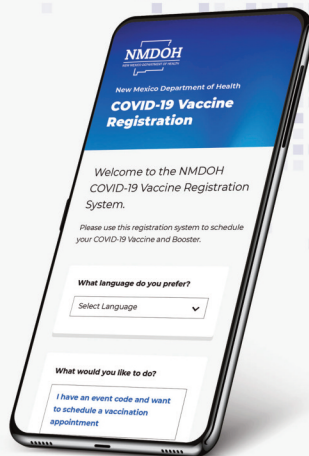 NMDOH
NEW MEXICO DEPARTMENT OF HEALTH
New Mexico Department of Health
COVID-19 Vaccine
Registration
Welcome to the NMDOH
COVID-19 Vaccine Registration
System.
Please use this registration system to schedule
your COVID-19 Vaccine and Booster.
What language do you prefer?
Select Language
What would you like to do?
I have an event code and want
to schedule a vaccination
appointment